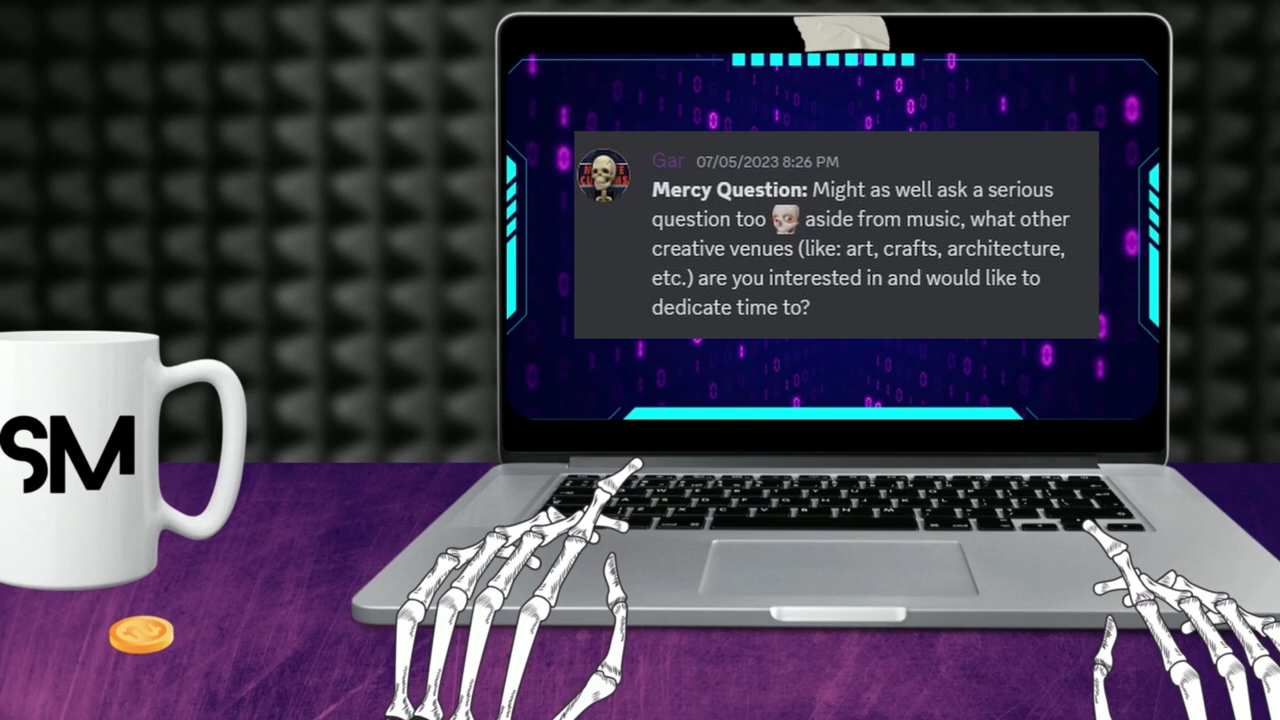 Gar 07/05/2023 8:26 PM
Mercy Question: Might as well ask a serious
question too aside from music, what other
creative venues (like: art, crafts, architecture,
etc.) are you interested in and would like to
dedicate time to?
SM